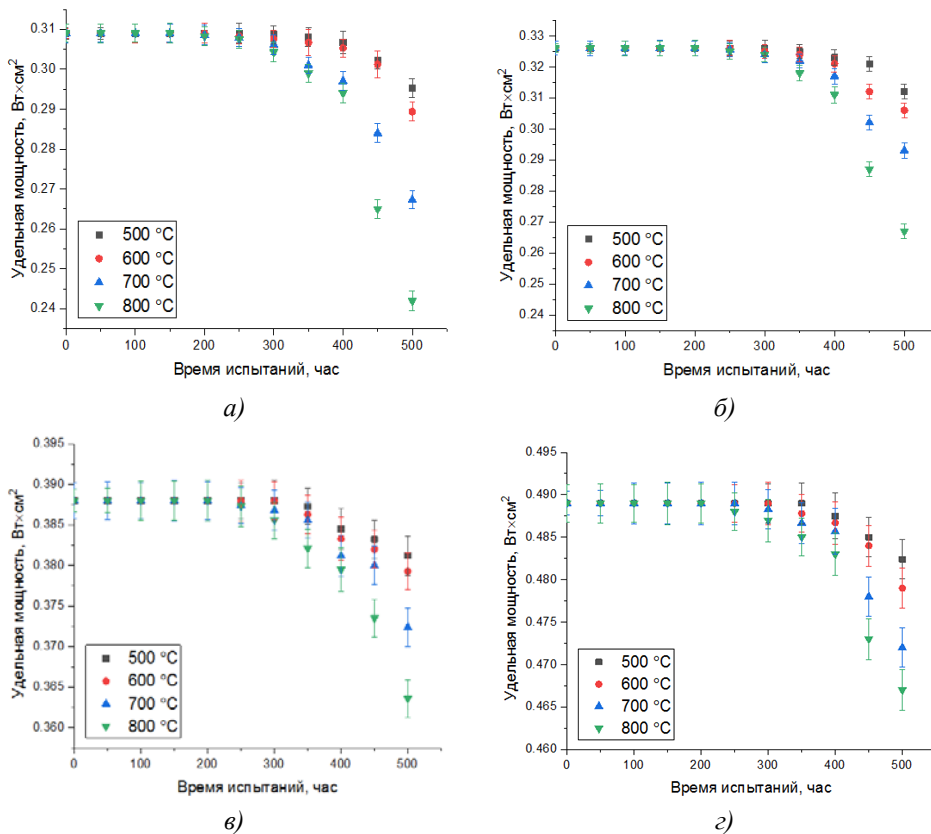 Удельная мощность, Вт×см²
0.31
0.30
0.29
0.28
0.27
0.26
0.25
0.24
500 °C
600 °C
700 °C
800 °C
0 100 200 300 400 500
Время испытаний, час
а)
Удельная мощность, Вт×см²
0.33
0.32
0.31
0.30
0.29
0.28
0.27
0.26
0.25
0.24
500 °C
600 °C
700 °C
800 °C
0 100 200 300 400 500
Время испытаний, час
б)
Удельная мощность, Вт×см²
0.395
0.390
0.385
0.380
0.375
0.370
0.365
0.360
500 °C
600 °C
700 °C
800 °C
0 100 200 300 400 500
Время испытаний, час
в)
Удельная мощность, Вт×см²
0.495
0.490
0.485
0.480
0.475
0.470
0.465
0.460
500 °C
600 °C
700 °C
800 °C
0 100 200 300 400 500
Время испытаний, час
г)